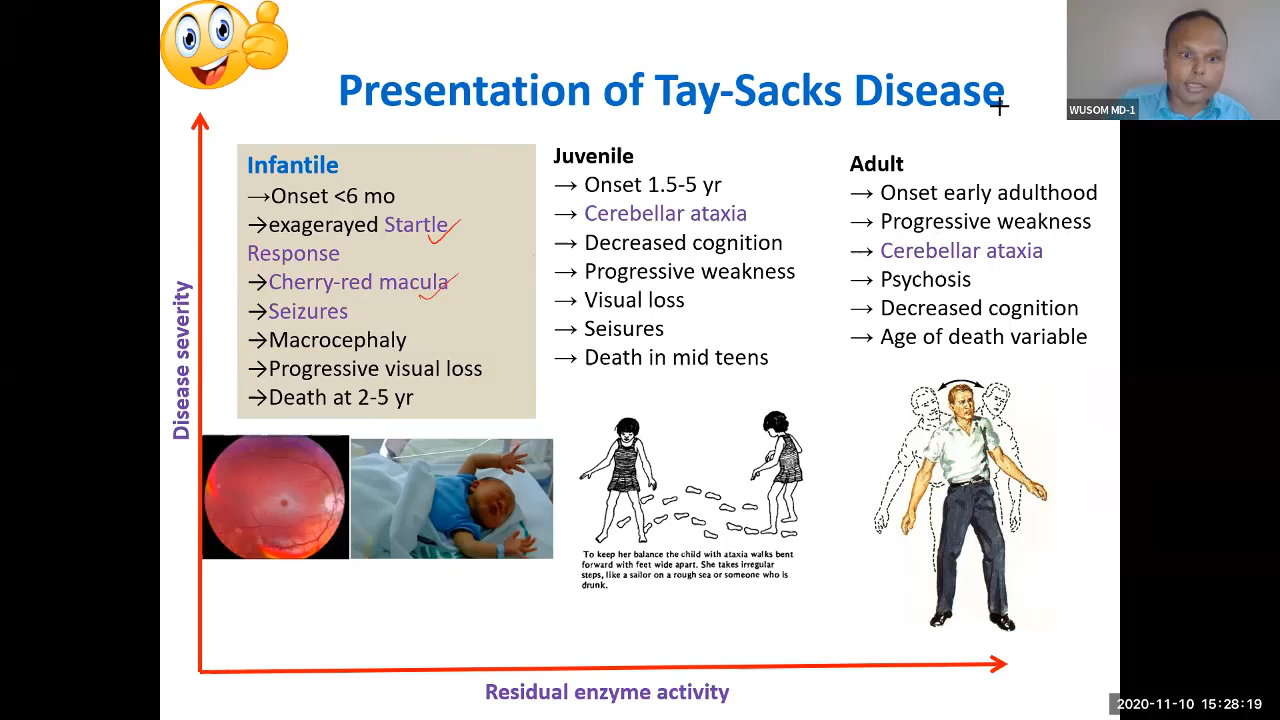 WUSOM MD-1
Presentation of Tay-Sacks Disease
Disease severity
Infantile
→Onset <6 mo
→exagerayed Startle
Response
→Cherry-red macula
→Seizures
→Macrocephaly
→Progressive visual loss
→Death at 2-5 yr
Juvenile
→ Onset 1.5-5 yr
→ Cerebellar ataxia
→ Decreased cognition
→ Progressive weakness
→ Visual loss
→ Seisures
→ Death in mid teens
To keep her balance the child with ataxia walks bent
forward with feet wide apart. She takes irregular
steps, like a sailor on a rough sea or someone who is
drunk.
Adult
→ Onset early adulthood
→ Progressive weakness
→ Cerebellar ataxia
→ Psychosis
→ Decreased cognition
→ Age of death variable
Residual enzyme activity
2020-11-10 15:28:19